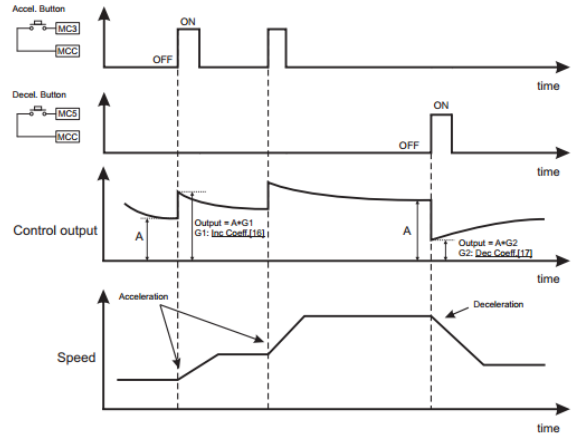 Accel. Button
MC3
MCC
ON
OFF
time
Decel. Button
MC5
MCC
ON
OFF
time
Control output
A
Output = A*G1
G1: Inc Coeff.[16]
A
Output = A*G2
G2: Dec Coeff.[17]
time
Acceleration
Deceleration
Speed
time